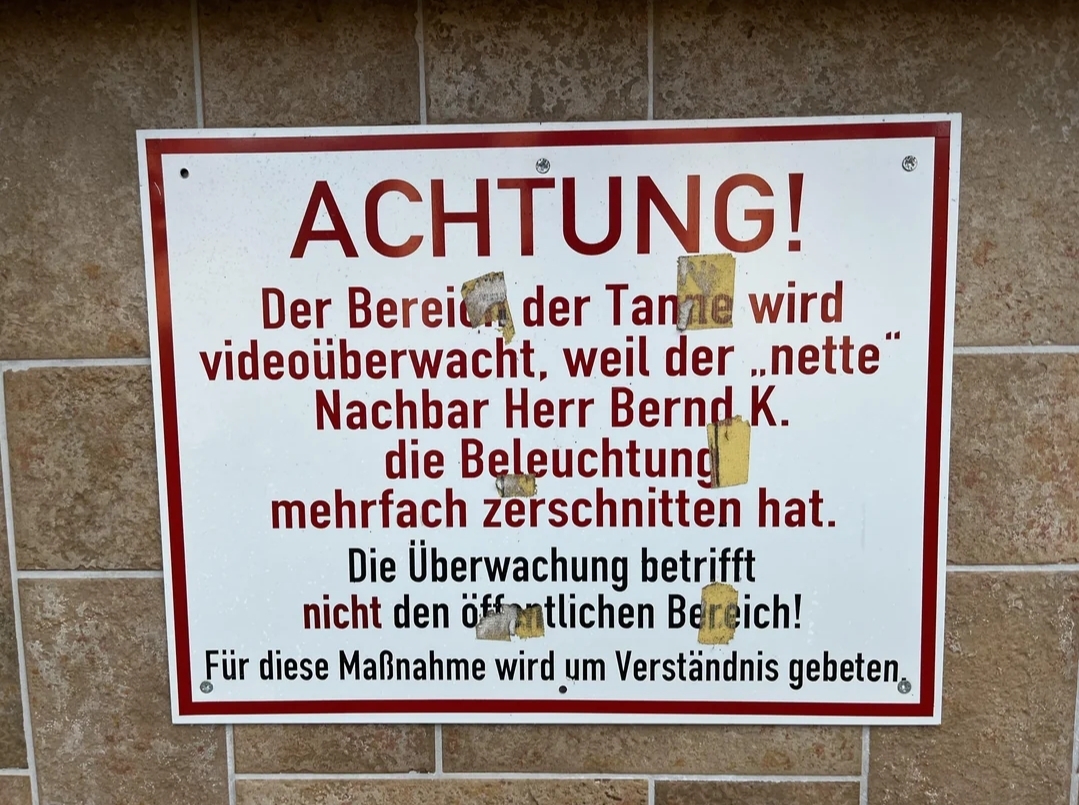 ACHTUNG!
Der Bereich der Tanne wird
videoüberwacht, weil der „nette“
Nachbar Herr Bernd K.
die Beleuchtung
mehrfach zerschnitten hat.
Die Überwachung betrifft
nicht den öffentlichen Bereich!
Für diese Maßnahme wird um Verständnis gebeten.